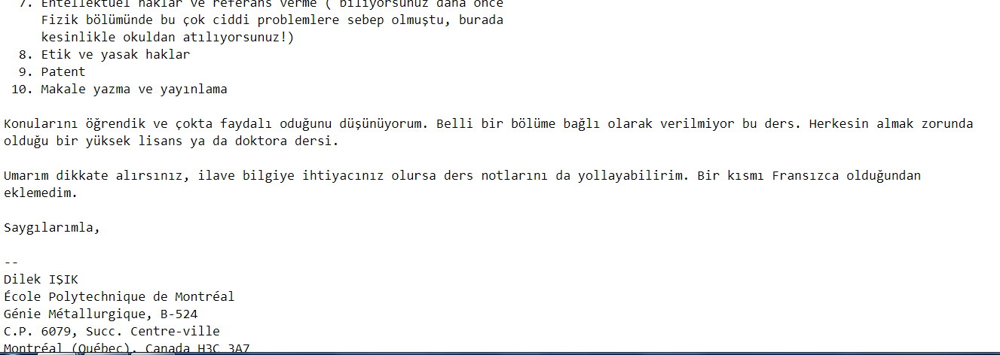 7. Entellektüel haklar ve referans verme ( biliyorsunuz daha önce
Fizik bölümünde bu çok ciddi problemlere sebep olmuştu, burada
kesinlikle okuldan atılıyorsunuz!)
8. Etik ve yasak haklar
9. Patent
10. Makale yazma ve yayınlama
Konularını öğrendik ve çokta faydalı oduğunu düşünüyorum. Belli bir bölüme bağlı olarak verilmiyor bu ders. Herkesin almak zorunda
olduğu bir yüksek lisans ya da doktora dersi.
Umarım dikkate alırsınız, ilave bilgiye ihtiyacınız olursa ders notlarını da yollayabilirim. Bir kısmı Fransızca olduğundan
eklemedim.
Saygılarımla,
--
Dilek IŞIK
École Polytechnique de Montréal
Génie Métallurgique, B-524
C.P. 6079, Succ. Centre-ville
Montréal (Québec), Canada H3C 3A7